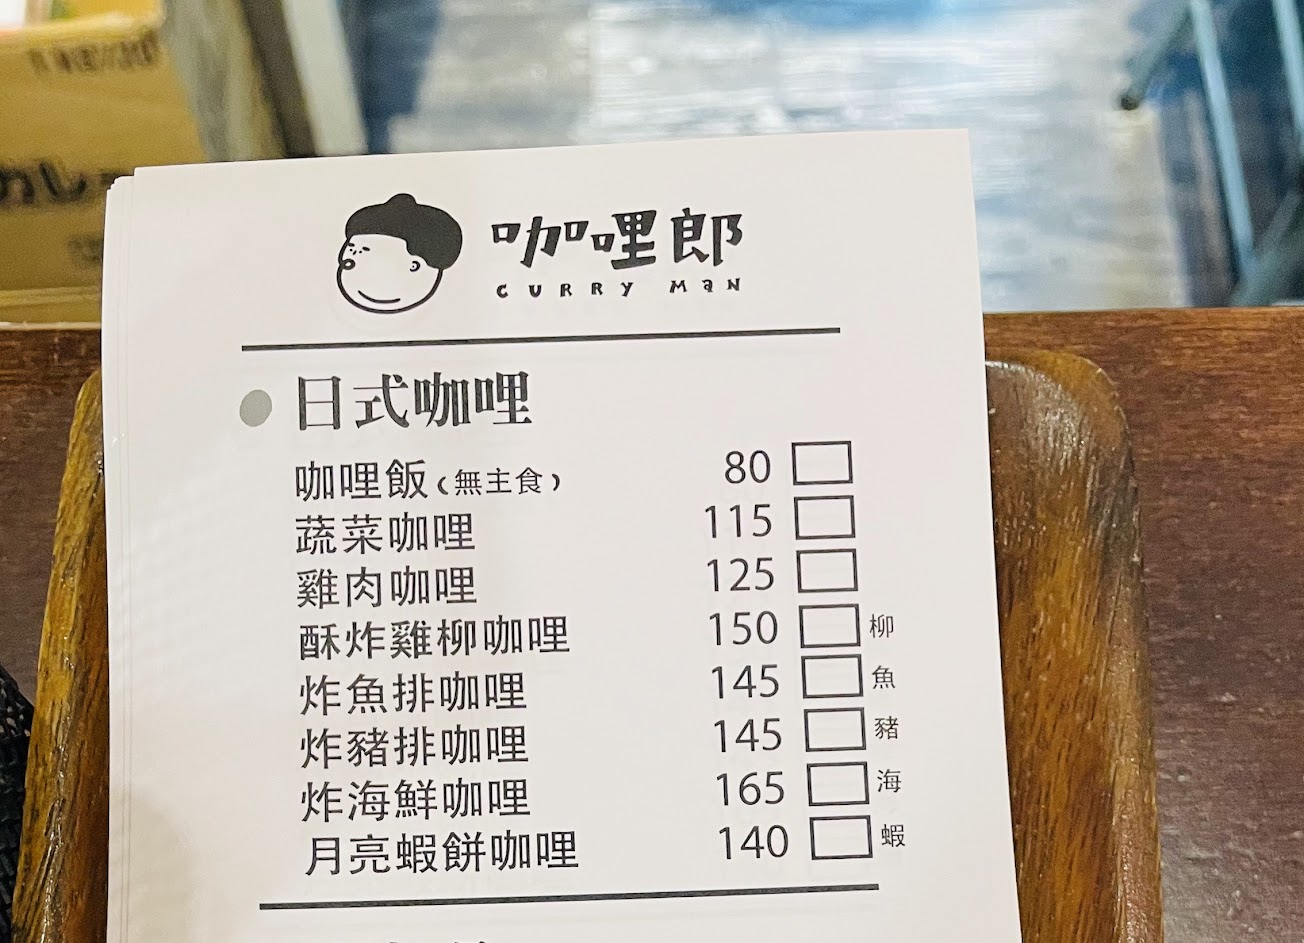 咖哩郎
CURRY MAN
日式咖哩
咖哩飯(無主食) 80
蔬菜咖哩 115
雞肉咖哩 125
酥炸雞柳咖哩 150 柳
炸魚排咖哩 145 魚
炸豬排咖哩 145 豬
炸海鮮咖哩 165 海
月亮蝦餅咖哩 140 蝦